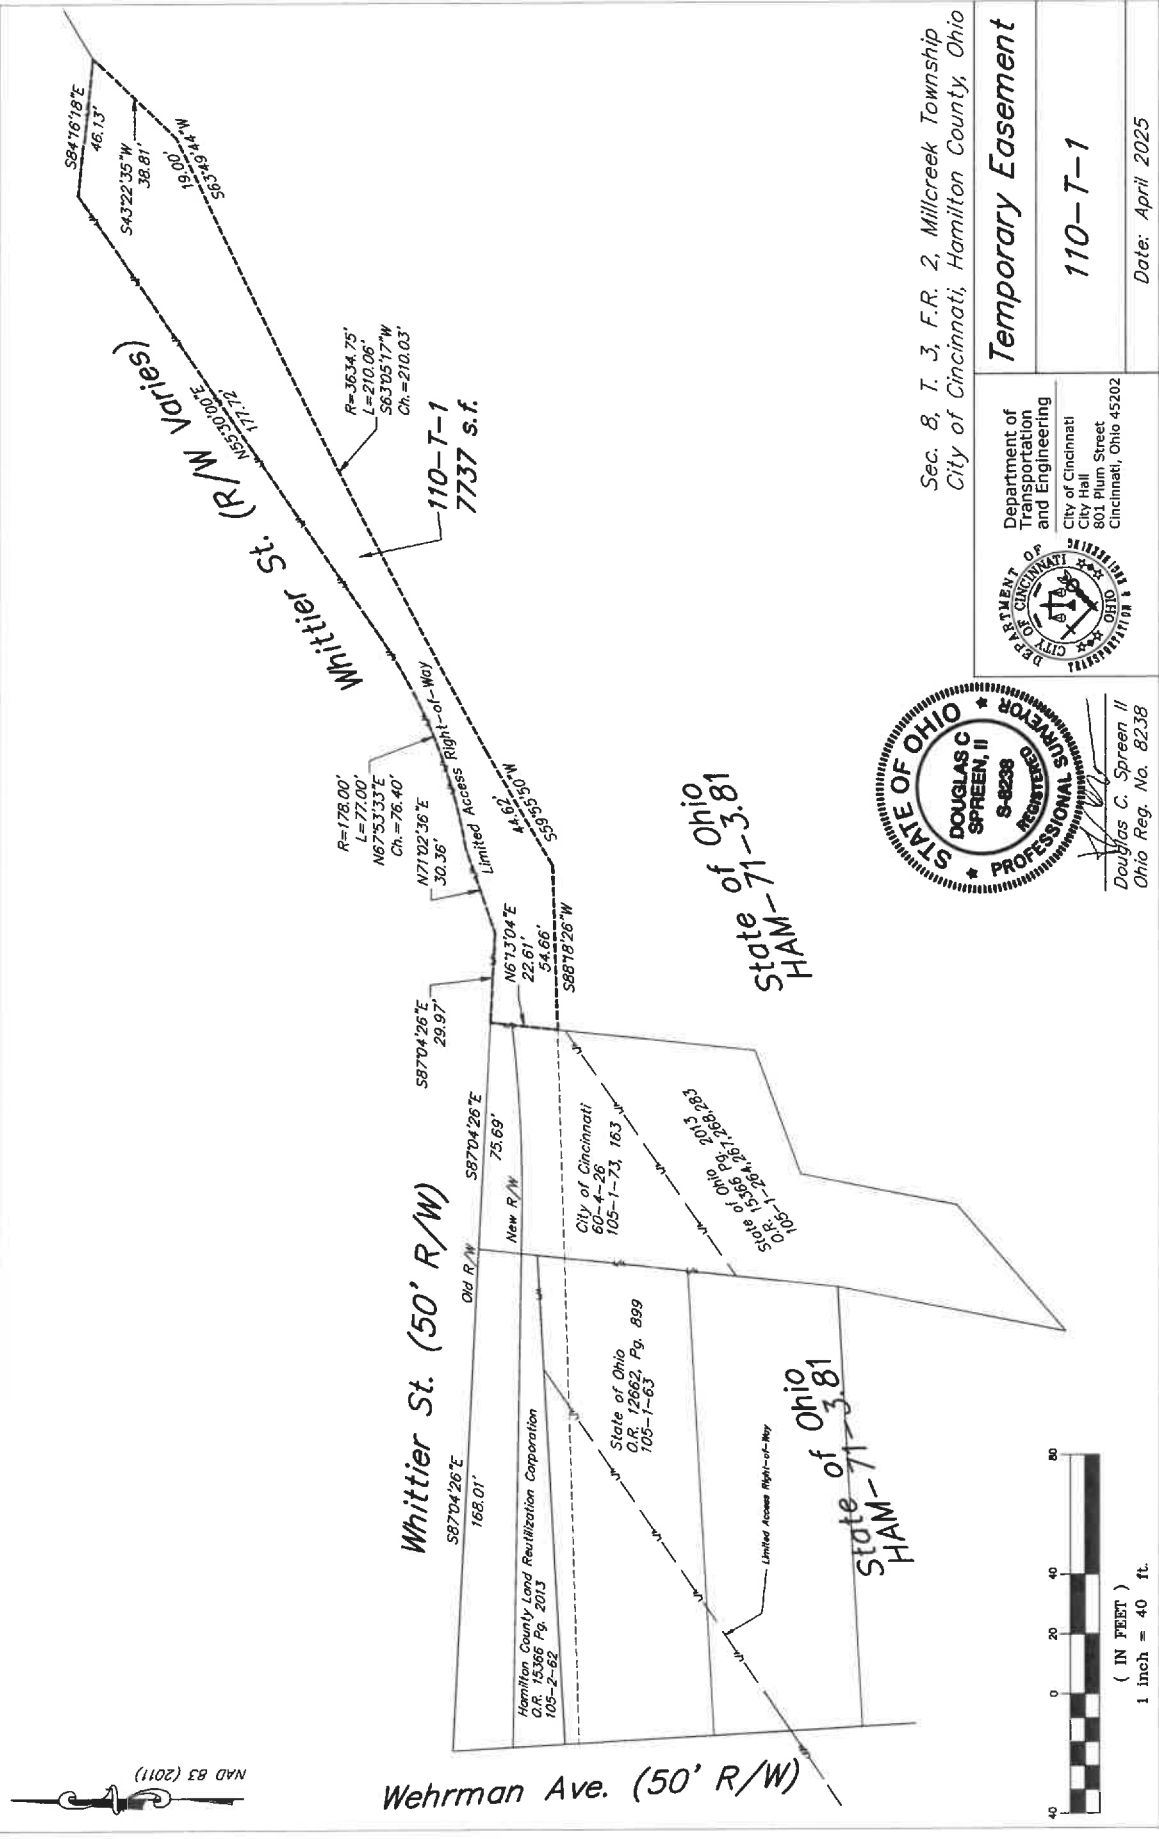 NAD 83 (2011)
Whittier St. (50' R/W)
Wehrman Ave. (50' R/W)
Whittier St. (R/W Varies)
S87°04'26"E
168.01'
Old R/W
S87°04'26"E
75.69'
New R/W
S87°04'26"E
29.97'
N6°13'04"E
22.61'
54.66'
S88°18'26"W
N71°02'36"E
30.36'
R=178.00'
L=77.00'
N67°53'33"E
Ch.=76.40'
Limited Access Right-of-Way
44.62'
S59°55'50"W
N55°30'00"E
177.72'
R=3634.75'
L=210.06'
S63°05'17"W
Ch.=210.03'
110-T-1
7737 s.f.
S84°16'18"E
46.13'
S43°22'35"W
38.81'
19.00'
S63°49'44"W
Hamilton County Land Reutilization Corporation
O.R. 15366 Pg. 2013
105-2-62
State of Ohio
O.R. 12662, Pg. 899
105-1-63
City of Cincinnati
60-4-26
105-1-73, 163
State of Ohio
O.R. 15366 Pg. 2013
105-1-264,267,268,283
Limited Access Right-of-Way
State of Ohio
HAM-71-3.81
State of Ohio
HAM-71-3.81
40 0 20 40 80
( IN FEET )
1 inch = 40 ft.
STATE OF OHIO
DOUGLAS C
SPREEN, II
S-8238
REGISTERED
PROFESSIONAL SURVEYOR
Douglas C. Spreen II
Ohio Reg. No. 8238
Sec. 8, T. 3, F.R. 2, Millcreek Township
City of Cincinnati, Hamilton County, Ohio
DEPARTMENT OF
TRANSPORTATION & ENGINEERING
CITY OF CINCINNATI
OHIO
Department of
Transportation
and Engineering
City of Cincinnati
City Hall
801 Plum Street
Cincinnati, Ohio 45202
Temporary Easement
110-T-1
Date: April 2025